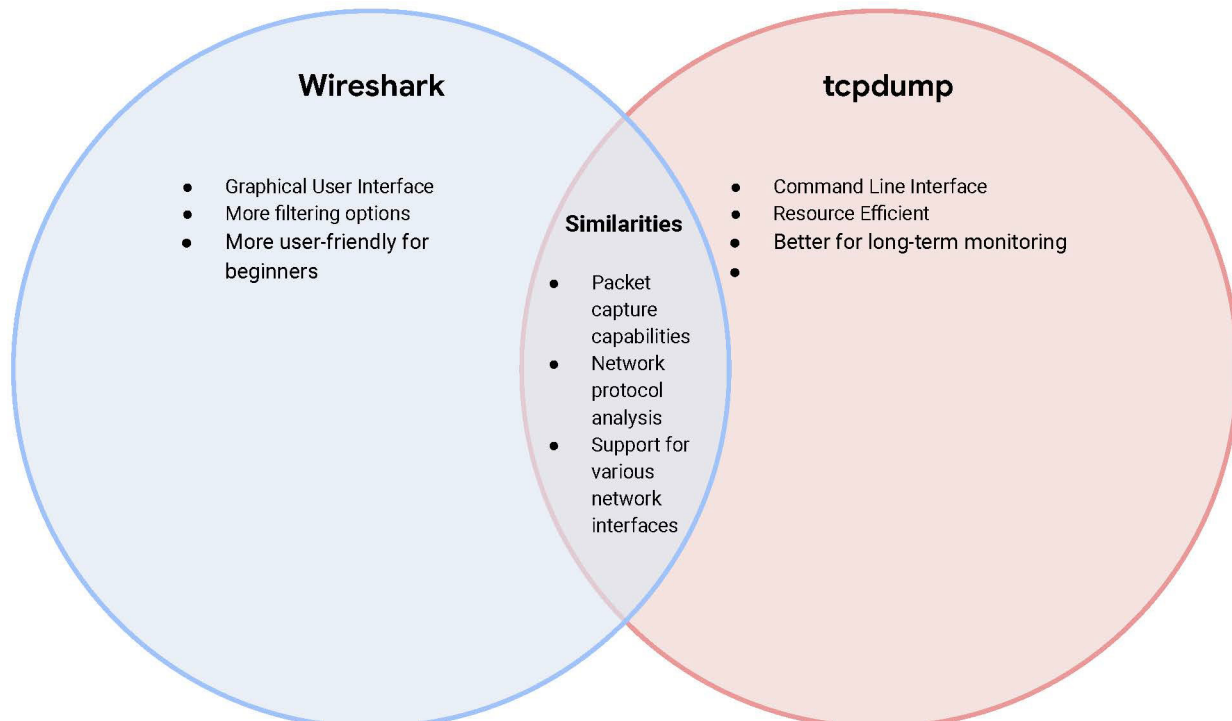 Wireshark
● Graphical User Interface
● More filtering options
● More user-friendly for
beginners
Similarities
● Packet
capture
capabilities
● Network
protocol
analysis
● Support for
various
network
interfaces
tcpdump
● Command Line Interface
● Resource Efficient
● Better for long-term monitoring
●